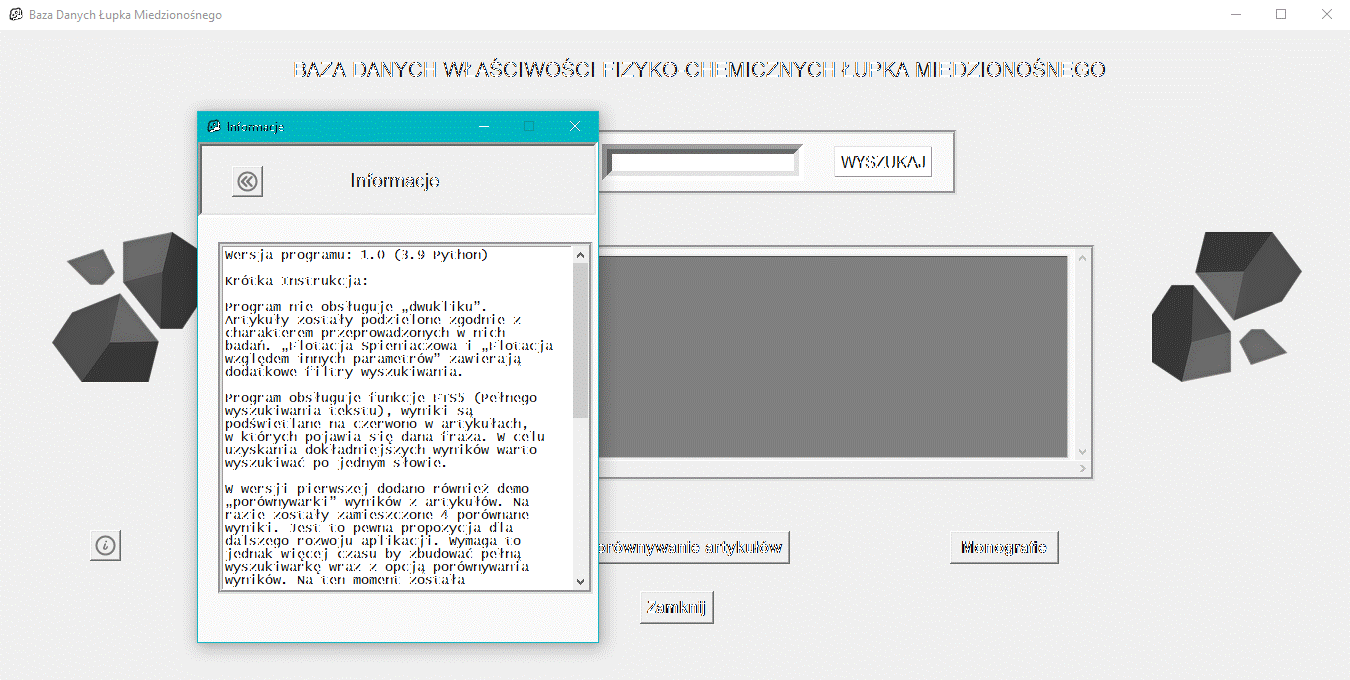 Baza Danych Łupka Miedzionośnego
BAZA DANYCH WŁAŚCIWOŚCI FIZYKO-CHEMICZNYCH ŁUPKA MIEDZIONOŚNEGO
Informacje
Informacje
WYSZUKAJ
Wersja programu: 1.0 (3.9 Python)
Krótka Instrukcja:
Program nie obsługuje „dwukliku”.
Artykuły zostały podzielone zgodnie z
charakterem przeprowadzonych w nich
badań. „Flotacja Spieniaczowa i „Flotacja
względem innych parametrów” zawierają
dodatkowe filtry wyszukiwania.
Program obsługuje funkcje FTS5 (Pełnego
wyszukiwania tekstu), wyniki są
podświetlane na czerwono w artykułach,
w których pojawia się dana fraza. W celu
uzyskania dokładniejszych wyników warto
wyszukiwać po jednym słowie.
W wersji pierwszej dodano również demo
„porównywarki” wyników z artykułów. Na
razie zostały zamieszczone 4 porównane
wyniki. Jest to pewna propozycja dla
dalszego rozwoju aplikacji. Wymaga to
jednak więcej czasu by zbudować pełną
wyszukiwarkę wraz z opcją porównywania
wyników. Na ten moment została
orównywanie artykułów
Monografie
Zamknij